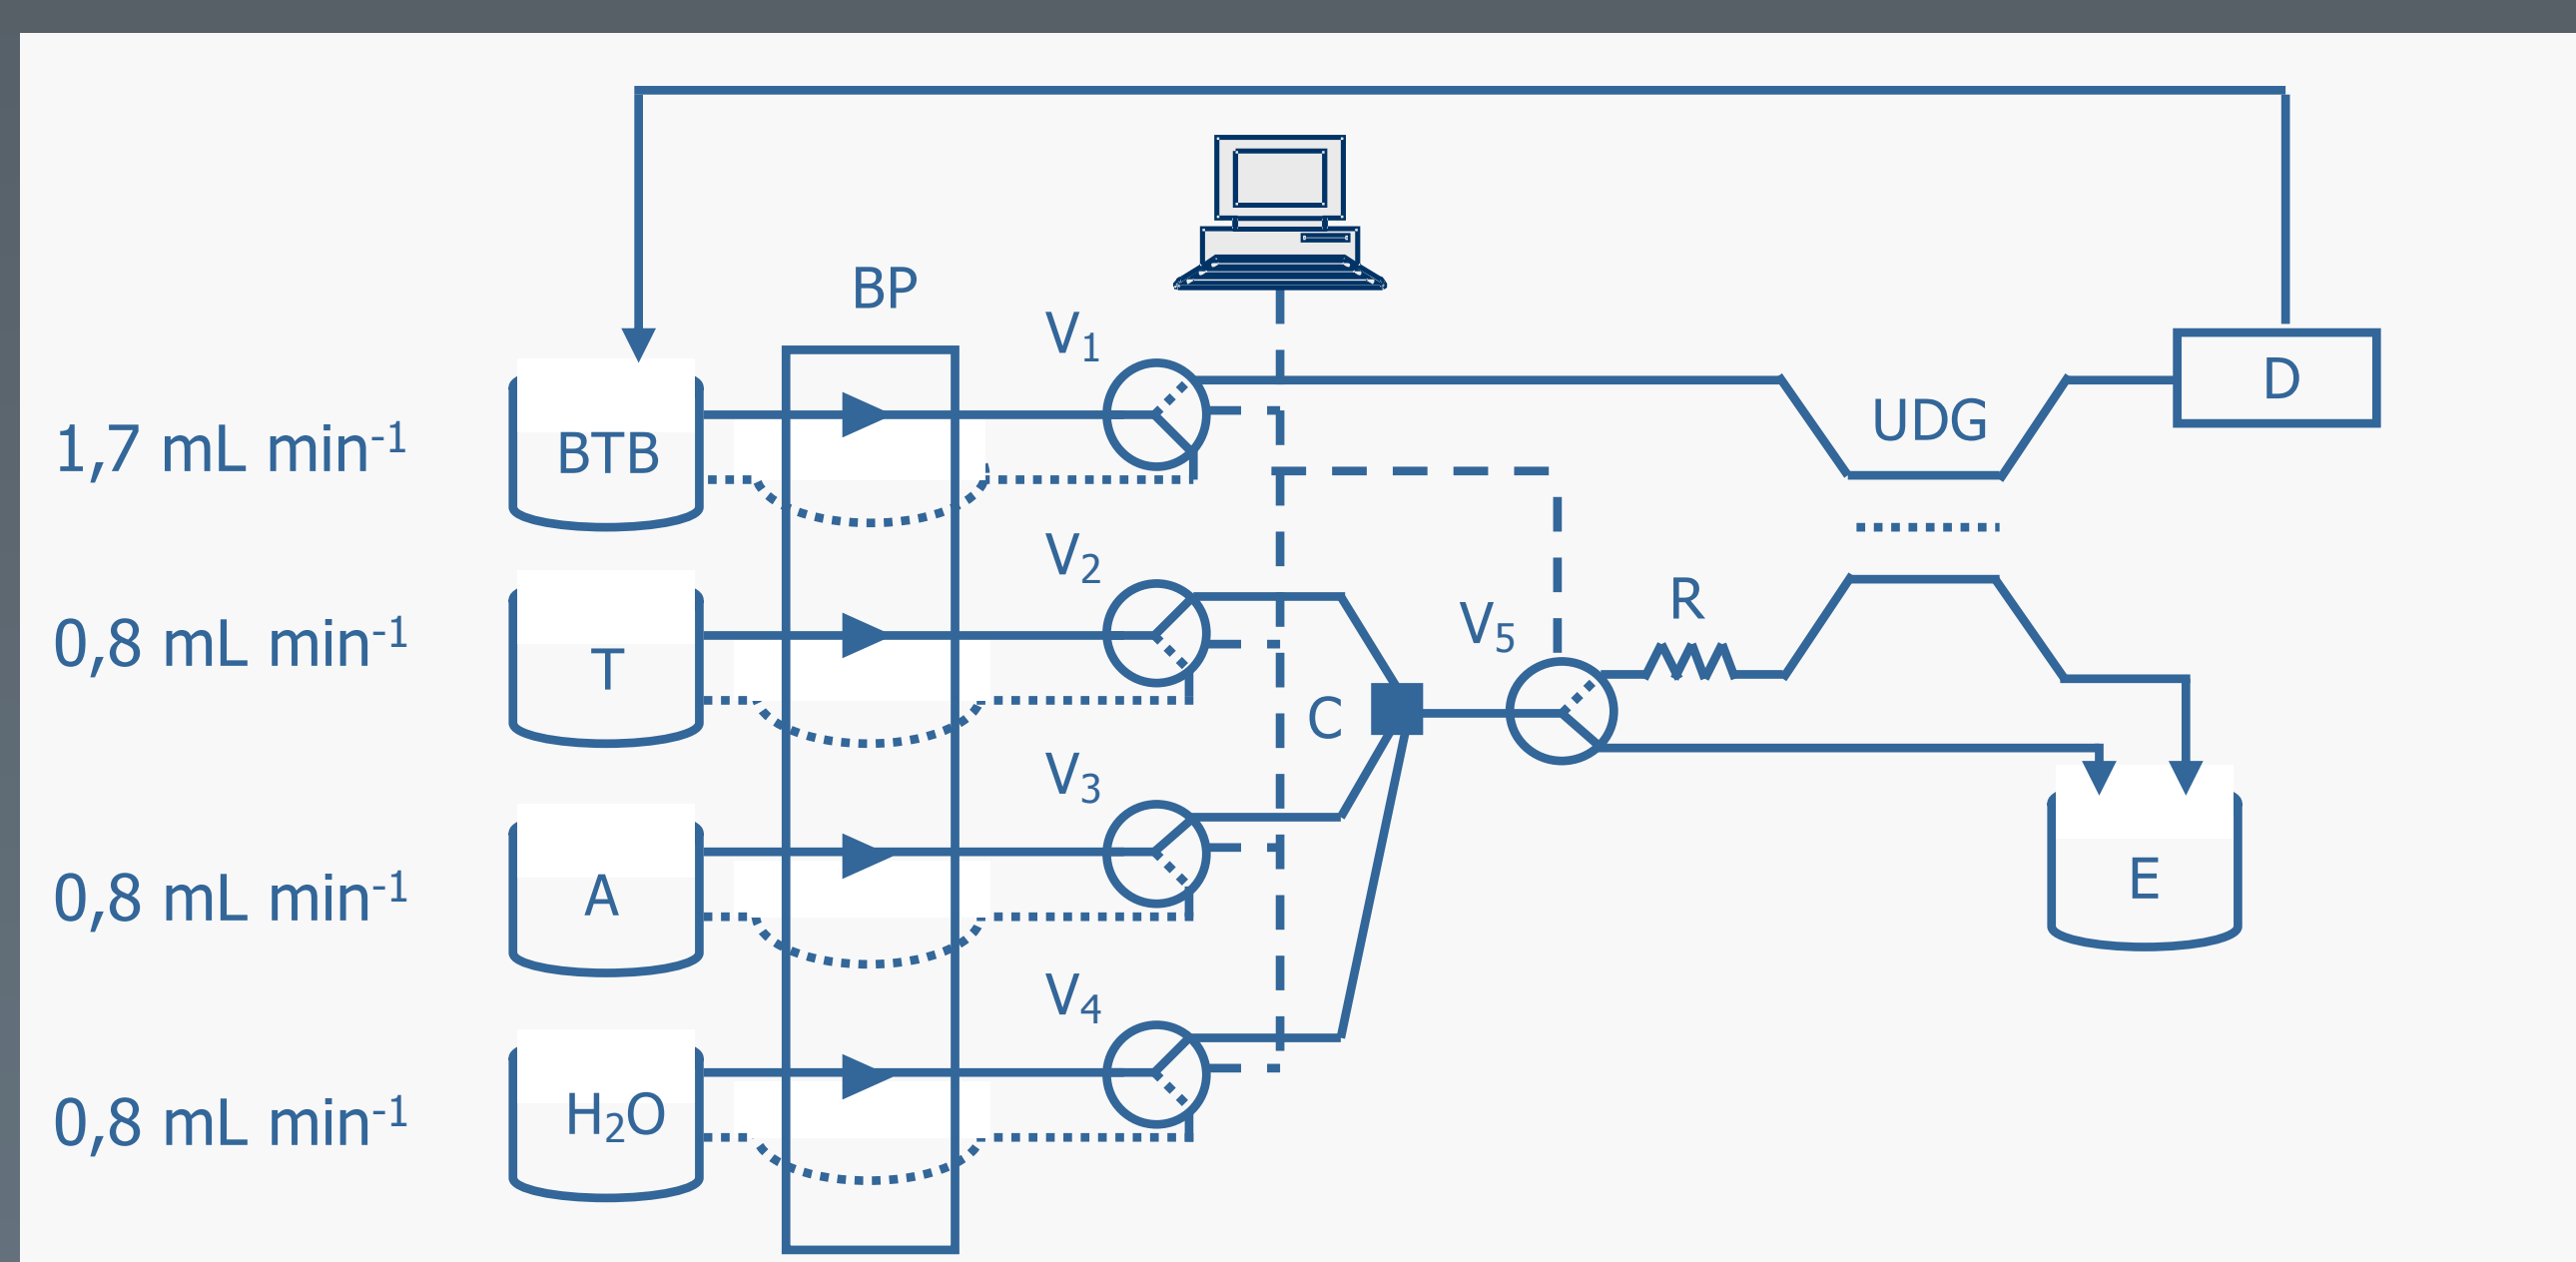 BP
V1
UDG
D
1,7 mL min-1
BTB
V2
R
V5
0,8 mL min-1
T
C
V3
0,8 mL min-1
A
E
V4
0,8 mL min-1
H2O